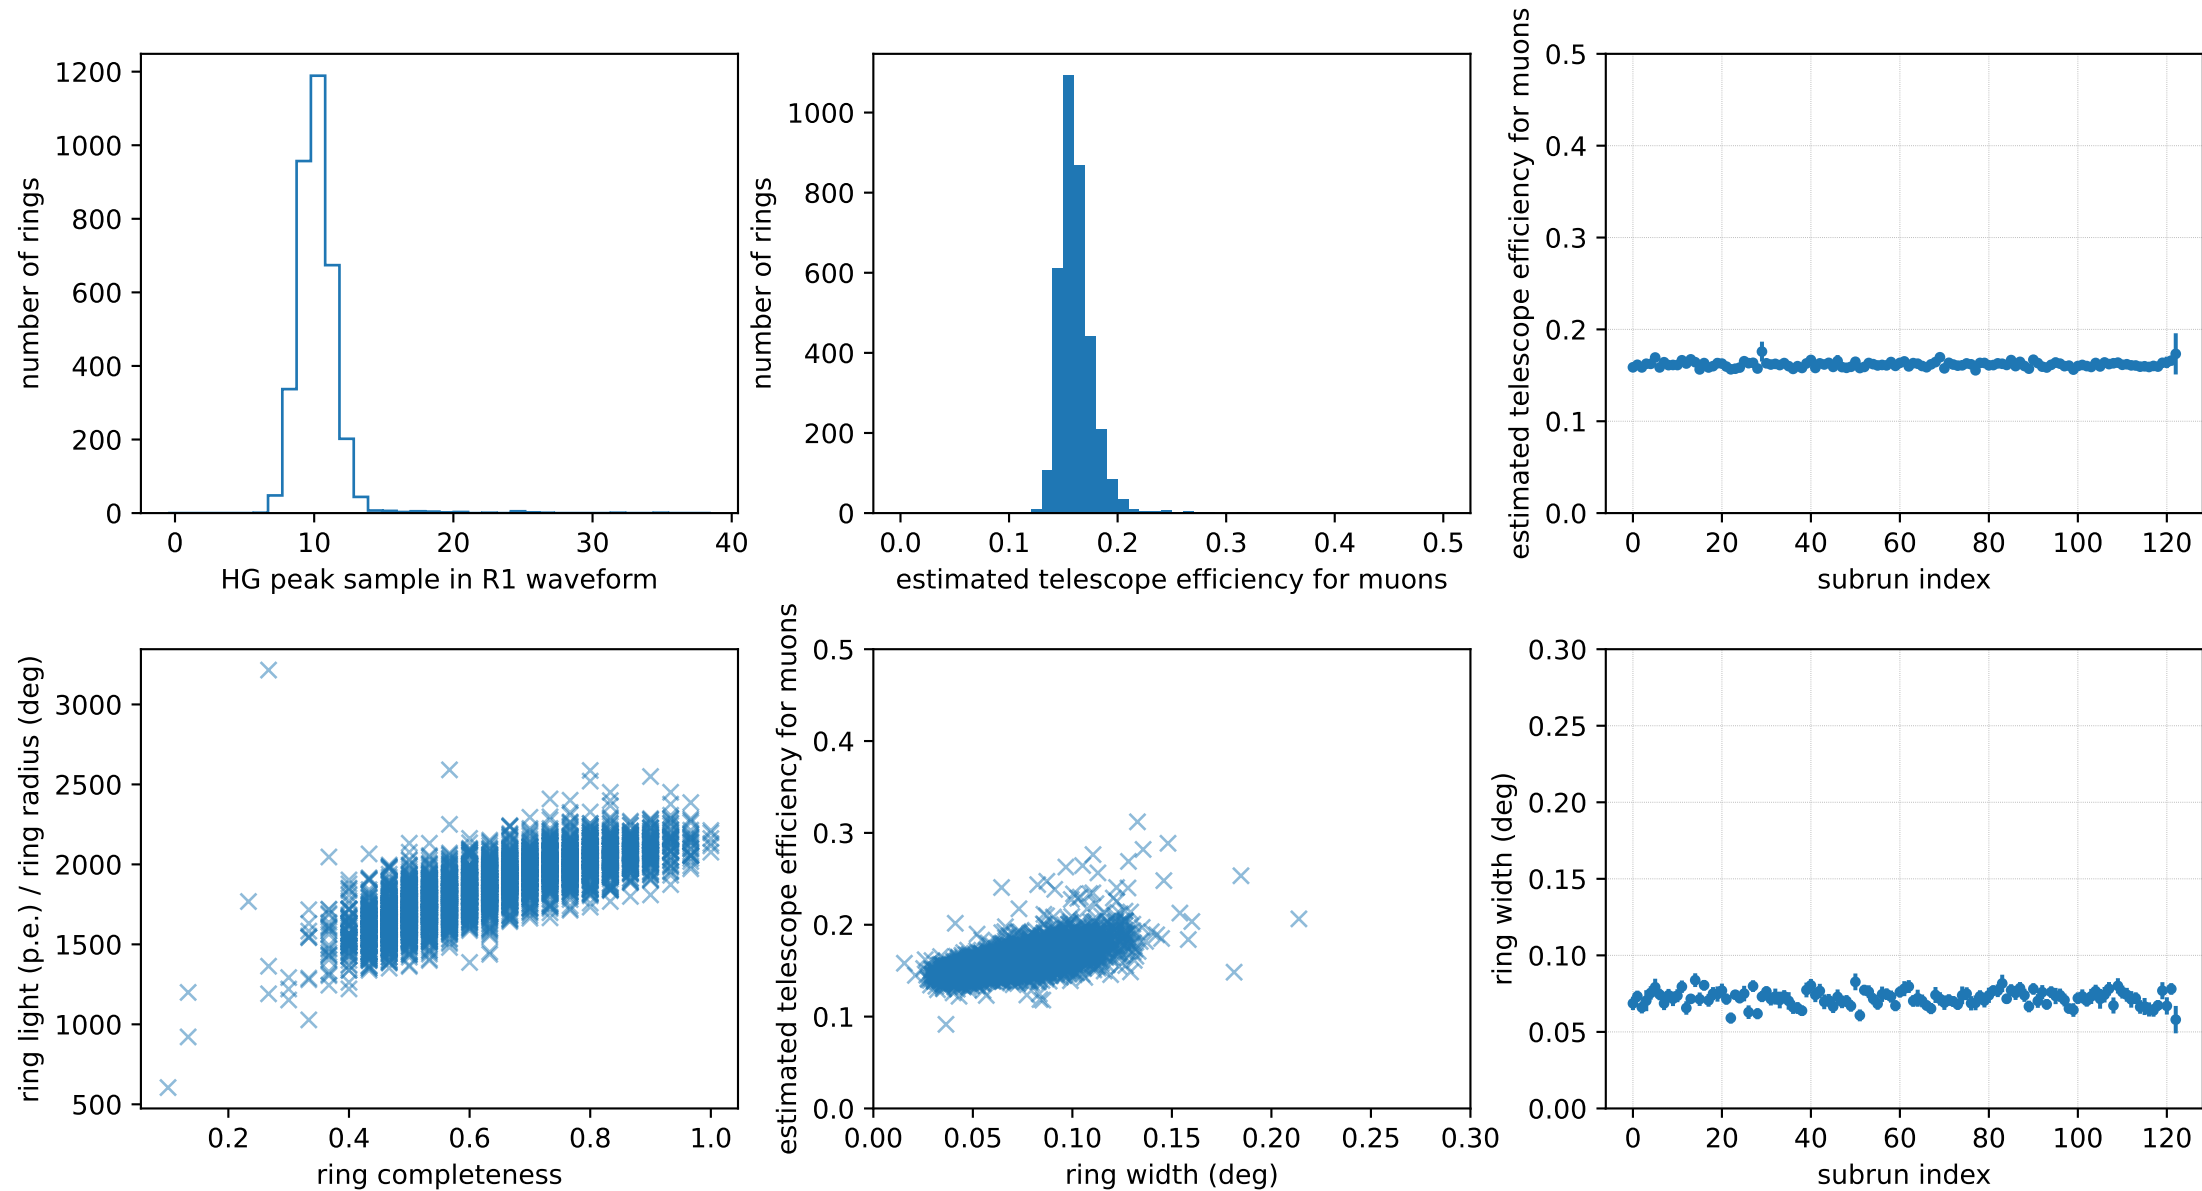 number of rings
1200
1000
800
600
400
200
0
0 10 20 30 40
HG peak sample in R1 waveform
number of rings
1000
800
600
400
200
0
0.0 0.1 0.2 0.3 0.4 0.5
estimated telescope efficiency for muons
estimated telescope efficiency for muons
0.5
0.4
0.3
0.2
0.1
0.0
0 20 40 60 80 100 120
subrun index
ring light (p.e.) / ring radius (deg)
3000
2500
2000
1500
1000
500
0.2 0.4 0.6 0.8 1.0
ring completeness
estimated telescope efficiency for muons
0.5
0.4
0.3
0.2
0.1
0.0
0.00 0.05 0.10 0.15 0.20 0.25 0.30
ring width (deg)
ring width (deg)
0.30
0.25
0.20
0.15
0.10
0.05
0.00
0 20 40 60 80 100 120
subrun index